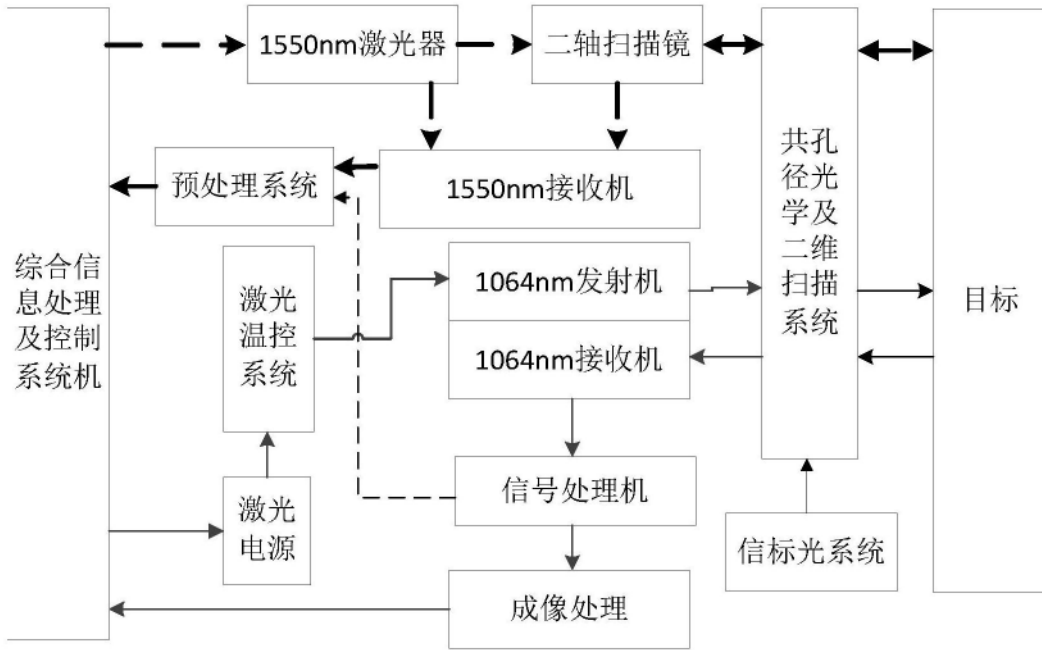 1550nm激光器
二轴扫描镜
共孔
径光
学及
二维
扫描
系统
预处理系统
1550nm接收机
综合信
息处理
及控制
系统机
激光
温控
系统
1064nm发射机
目标
1064nm接收机
信号处理机
激光
电源
信标光系统
成像处理